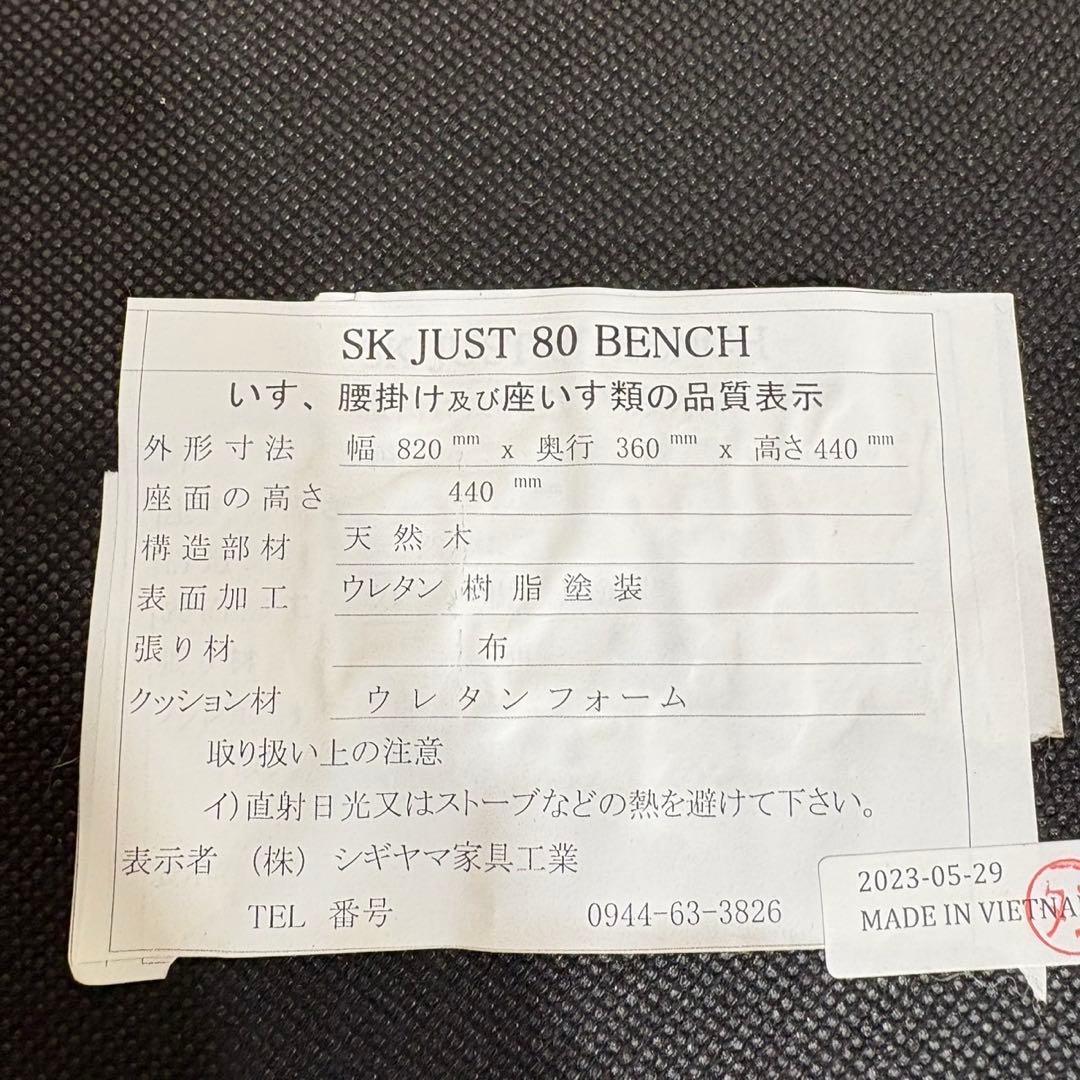 SK JUST 80 BENCH
いす、腰掛け及び座いす類の品質表示
外形寸法 幅 820 mm x 奥行 360 mm x 高さ 440 mm
座面の高さ 440 mm
構造部材 天然木
表面加工 ウレタン樹脂塗装
張り材 布
クッション材 ウレタンフォーム
取り扱い上の注意
イ)直射日光又はストーブなどの熱を避けて下さい。
表示者 (株) シギヤマ家具工業
TEL 番号 0944-63-3826
2023-05-29
MADE IN VIETNAM